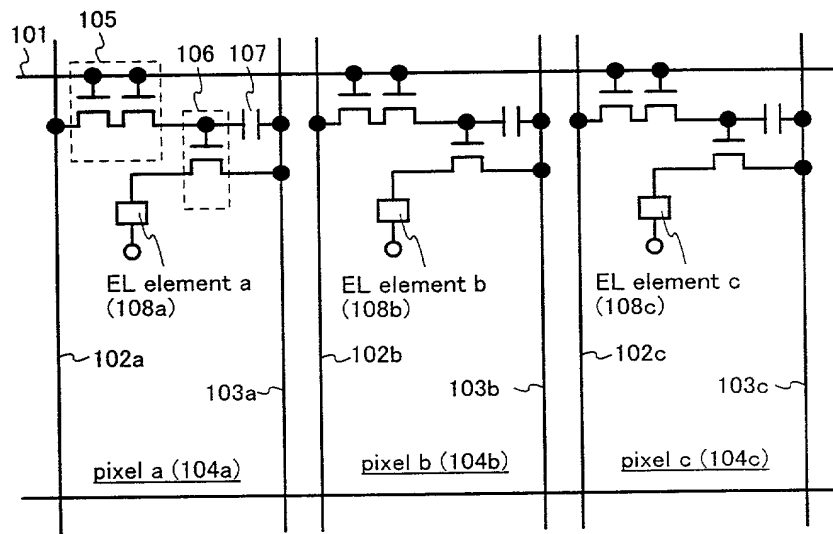 105
101
106
107
EL element a
(108a)
EL element b
(108b)
EL element c
(108c)
102a
103a
102b
103b
102c
103c
pixel a (104a)
pixel b (104b)
pixel c (104c)